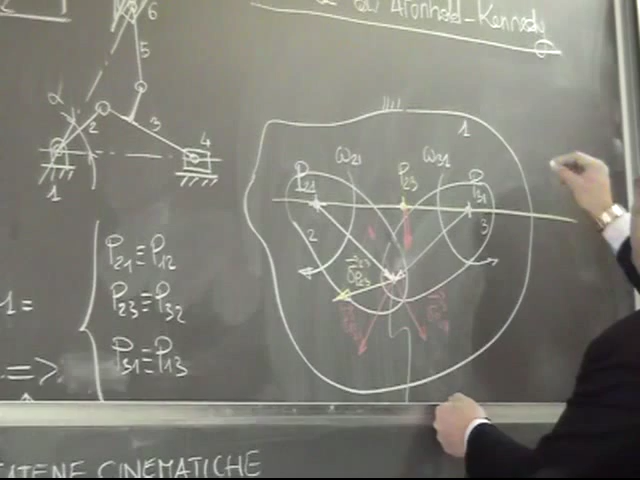 Aronhold-Kennedy
6
5
α
2
3
4
1
1
ω21
P23
ω31
P21
P31
2
3
P21≡P12
P23≡P32
P31≡P13
1=
=>
CATENE CINEMATICHE